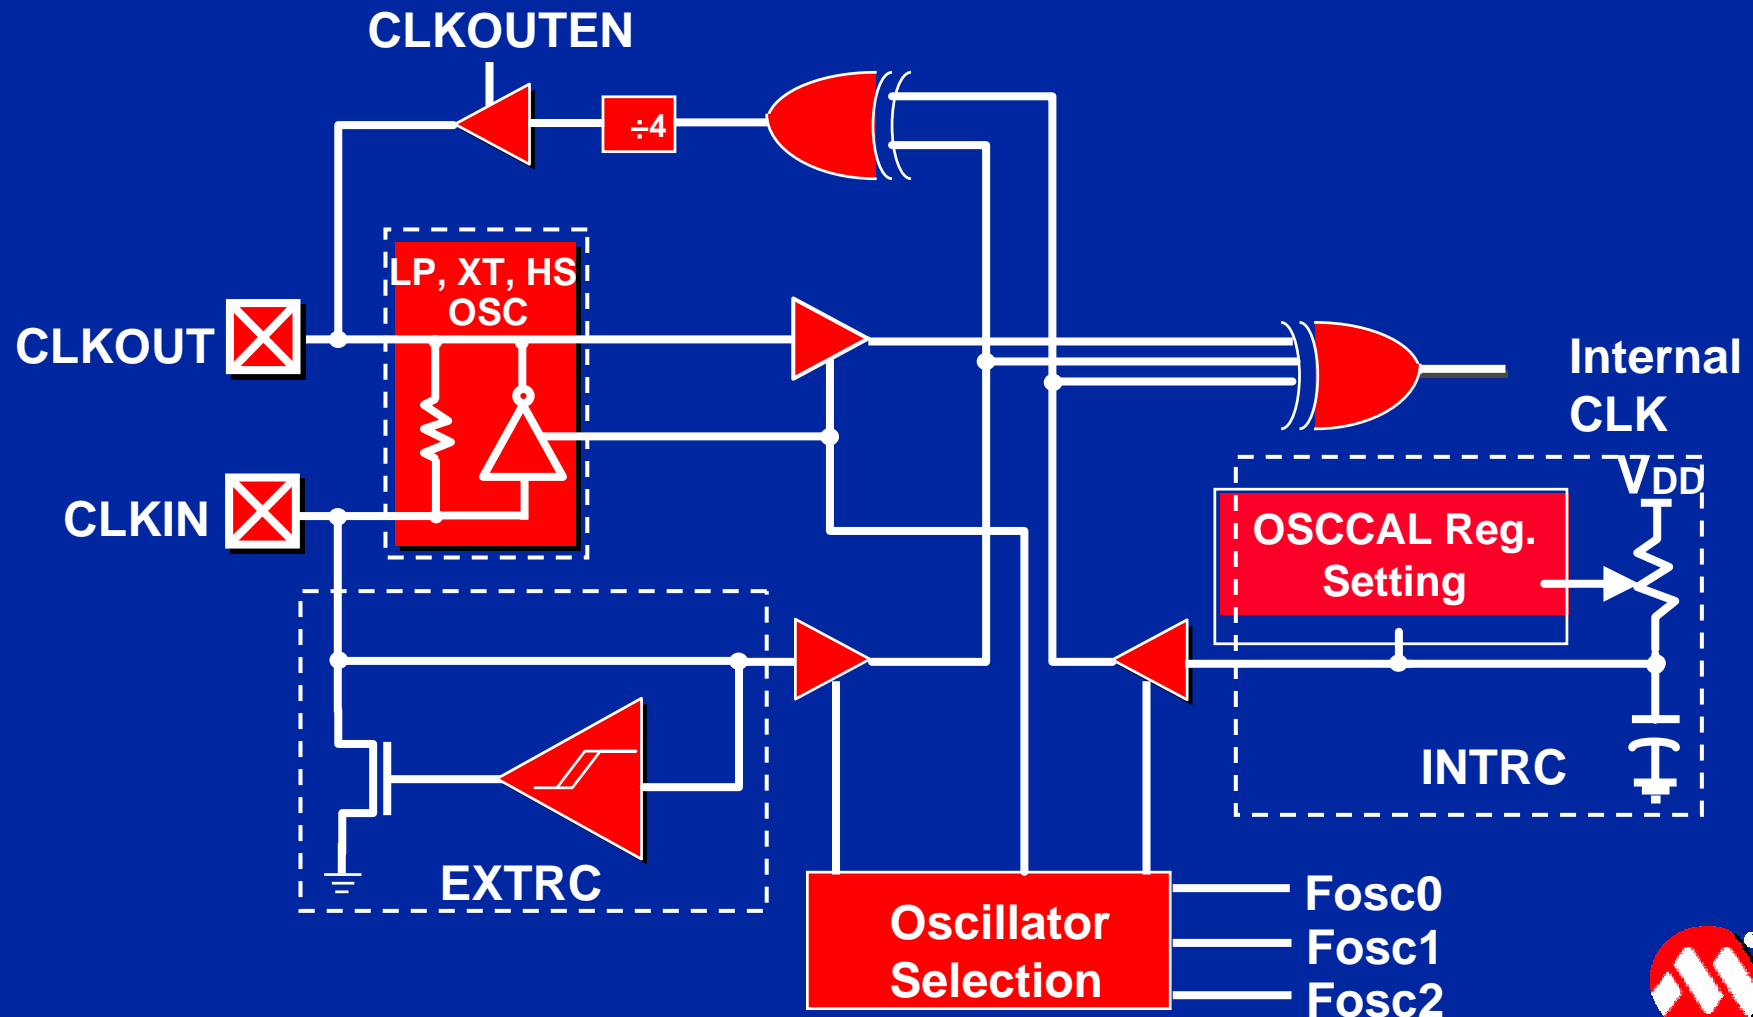 CLKOUTEN
÷4
LP, XT, HS
OSC
CLKOUT
Internal
CLK
VDD
CLKIN
OSCCAL Reg.
Setting
INTRC
EXTRC
Oscillator
Selection
Fosc0
Fosc1
Fosc2